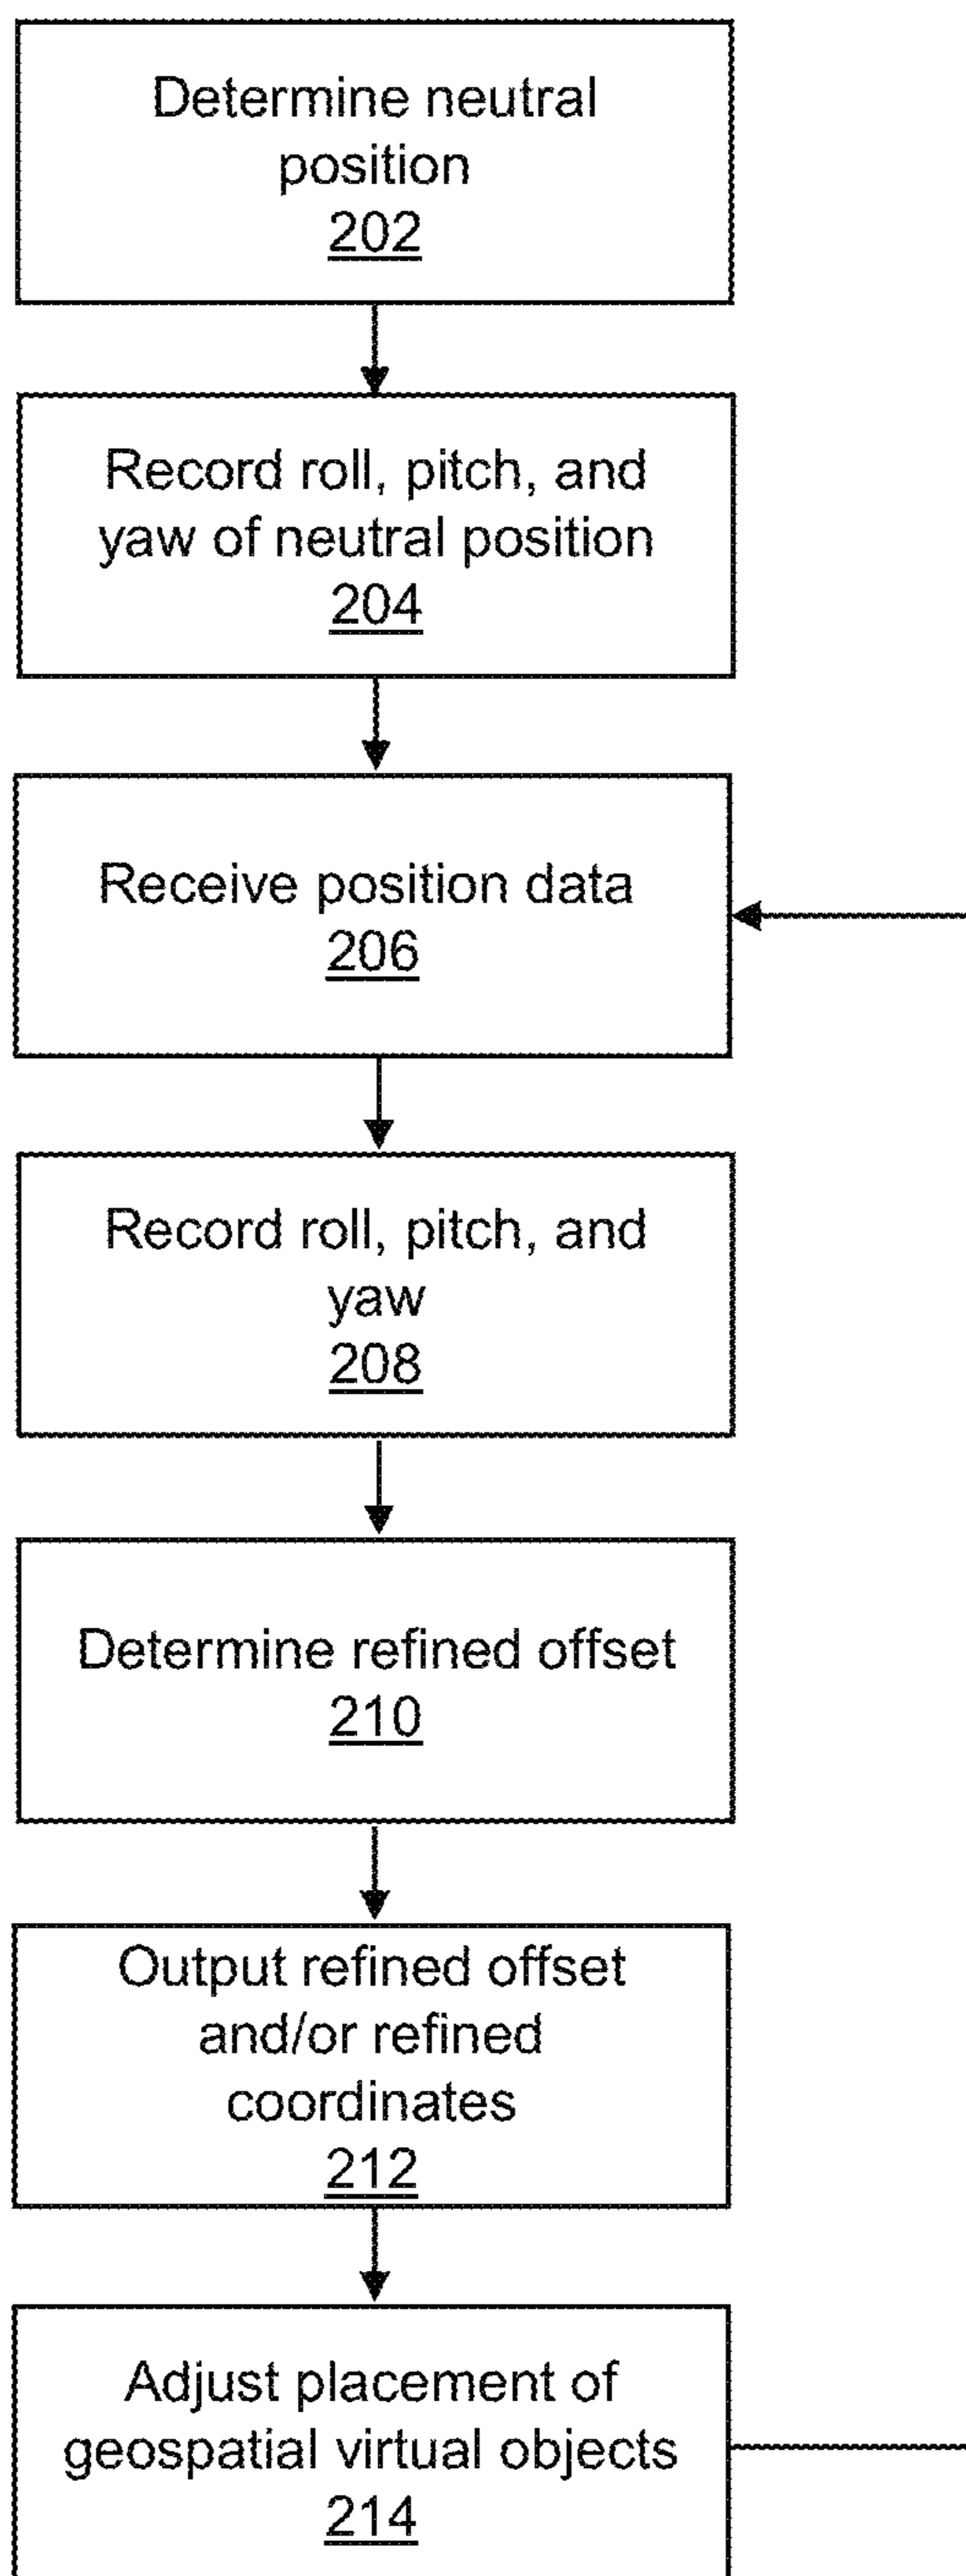 Determine neutral
position
202
Record roll, pitch, and
yaw of neutral position
204
Receive position data
206
Record roll, pitch, and
yaw
208
Determine refined offset
210
Output refined offset
and/or refined
coordinates
212
Adjust placement of
geospatial virtual objects
214